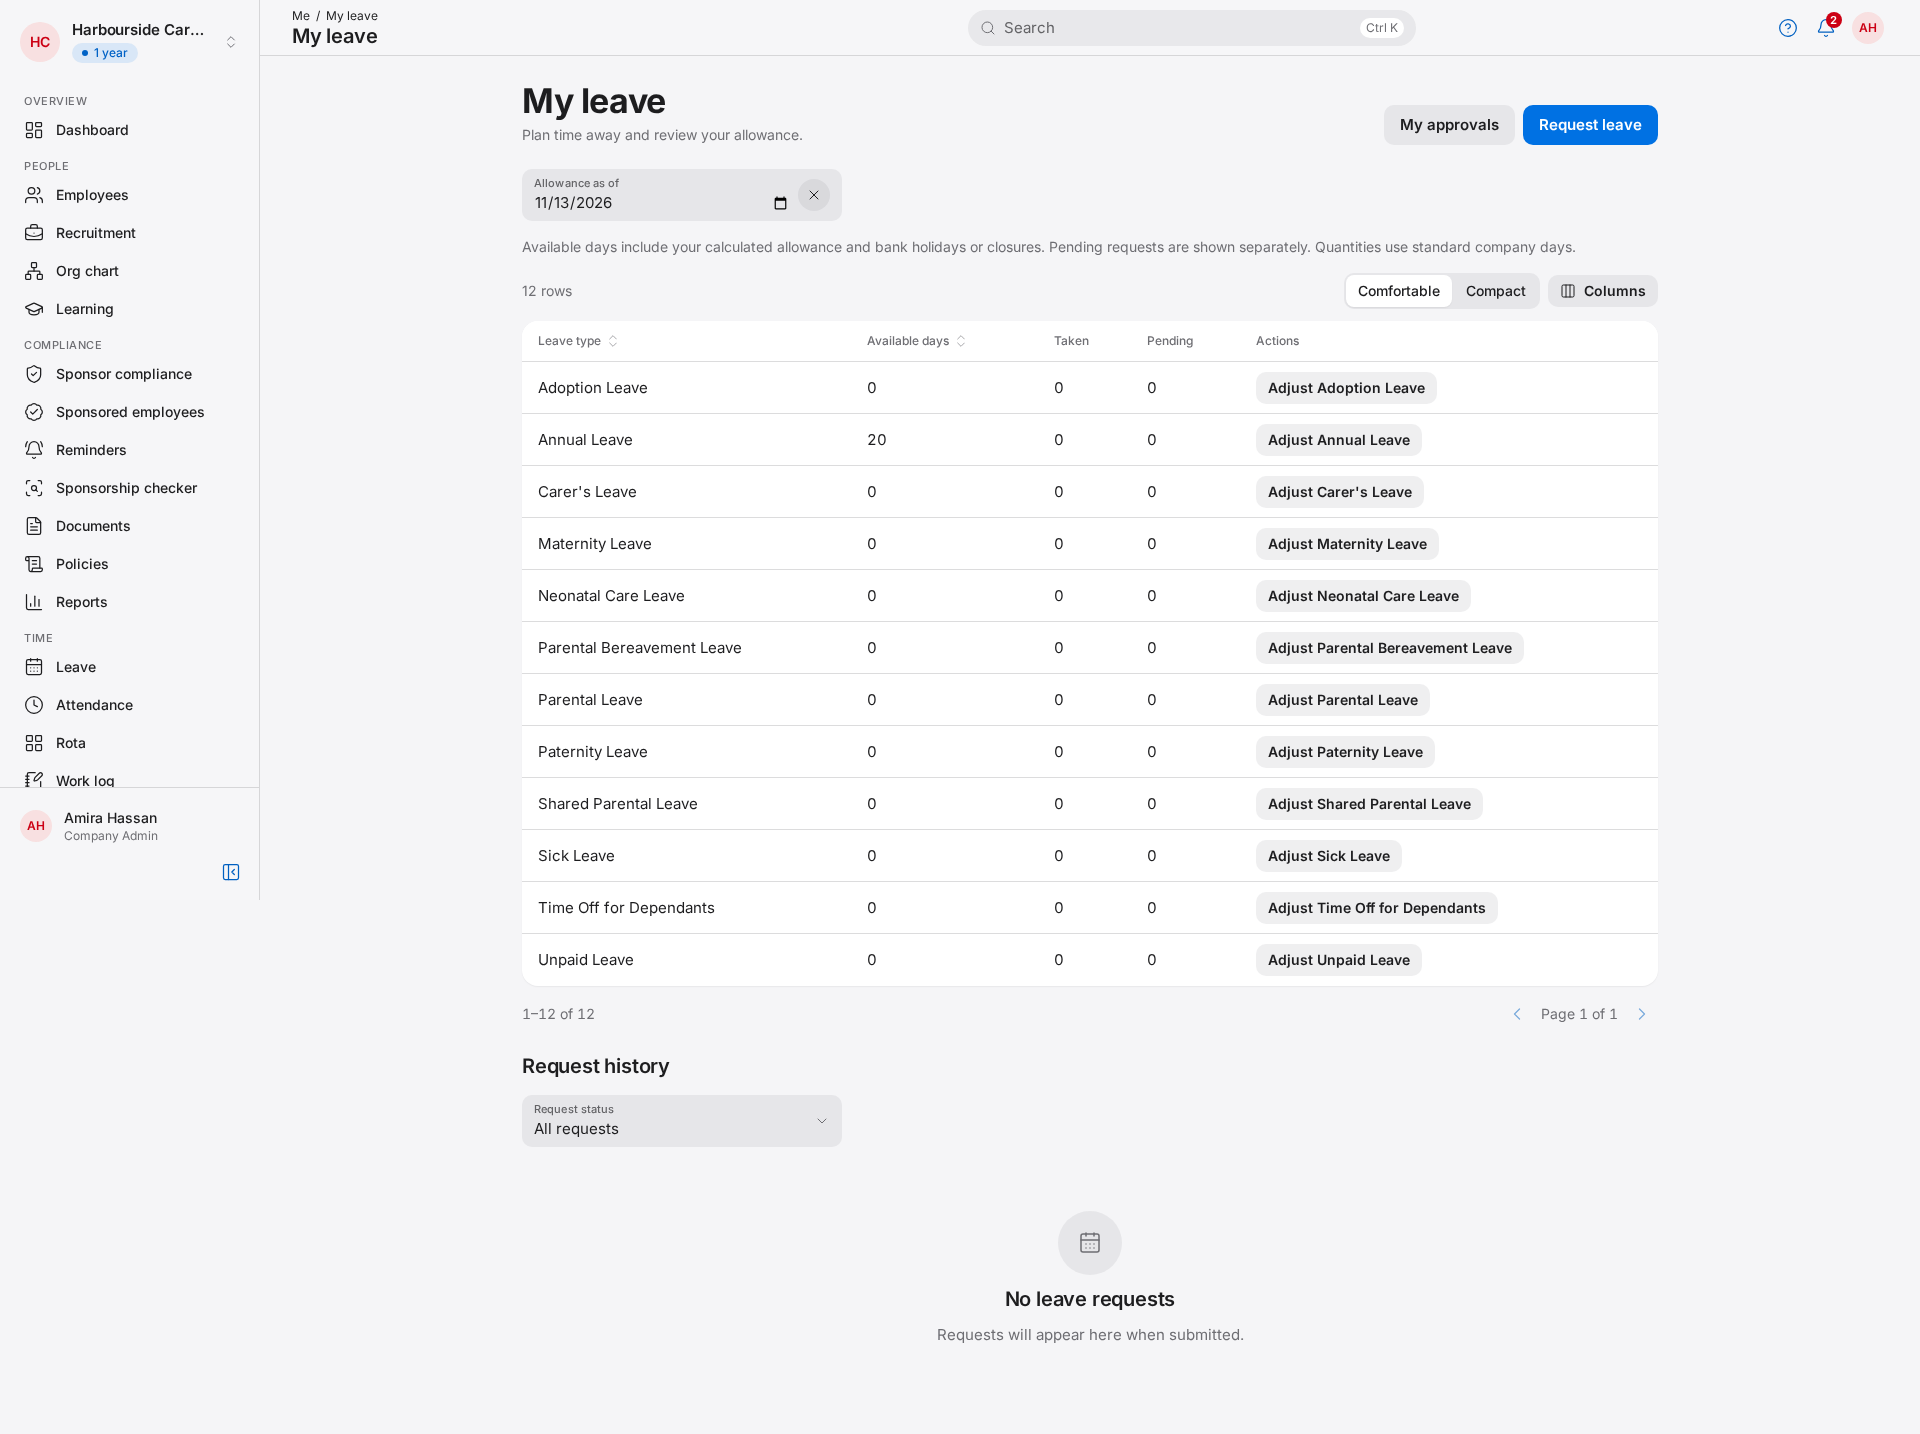 HC
Harbourside Car...
1 year
OVERVIEW
Dashboard
PEOPLE
Employees
Recruitment
Org chart
Learning
COMPLIANCE
Sponsor compliance
Sponsored employees
Reminders
Sponsorship checker
Documents
Policies
Reports
TIME
Leave
Attendance
Rota
Work log
AH
Amira Hassan
Company Admin
Me / My leave
My leave
Search
Ctrl K
2
AH
My leave
Plan time away and review your allowance.
My approvals
Request leave
Allowance as of
11/13/2026
Available days include your calculated allowance and bank holidays or closures. Pending requests are shown separately. Quantities use standard company days.
12 rows
Comfortable
Compact
Columns
Leave type Available days Taken Pending Actions
Adoption Leave 0 0 0 Adjust Adoption Leave
Annual Leave 20 0 0 Adjust Annual Leave
Carer's Leave 0 0 0 Adjust Carer's Leave
Maternity Leave 0 0 0 Adjust Maternity Leave
Neonatal Care Leave 0 0 0 Adjust Neonatal Care Leave
Parental Bereavement Leave 0 0 0 Adjust Parental Bereavement Leave
Parental Leave 0 0 0 Adjust Parental Leave
Paternity Leave 0 0 0 Adjust Paternity Leave
Shared Parental Leave 0 0 0 Adjust Shared Parental Leave
Sick Leave 0 0 0 Adjust Sick Leave
Time Off for Dependants 0 0 0 Adjust Time Off for Dependants
Unpaid Leave 0 0 0 Adjust Unpaid Leave
1–12 of 12
Page 1 of 1
Request history
Request status
All requests
No leave requests
Requests will appear here when submitted.